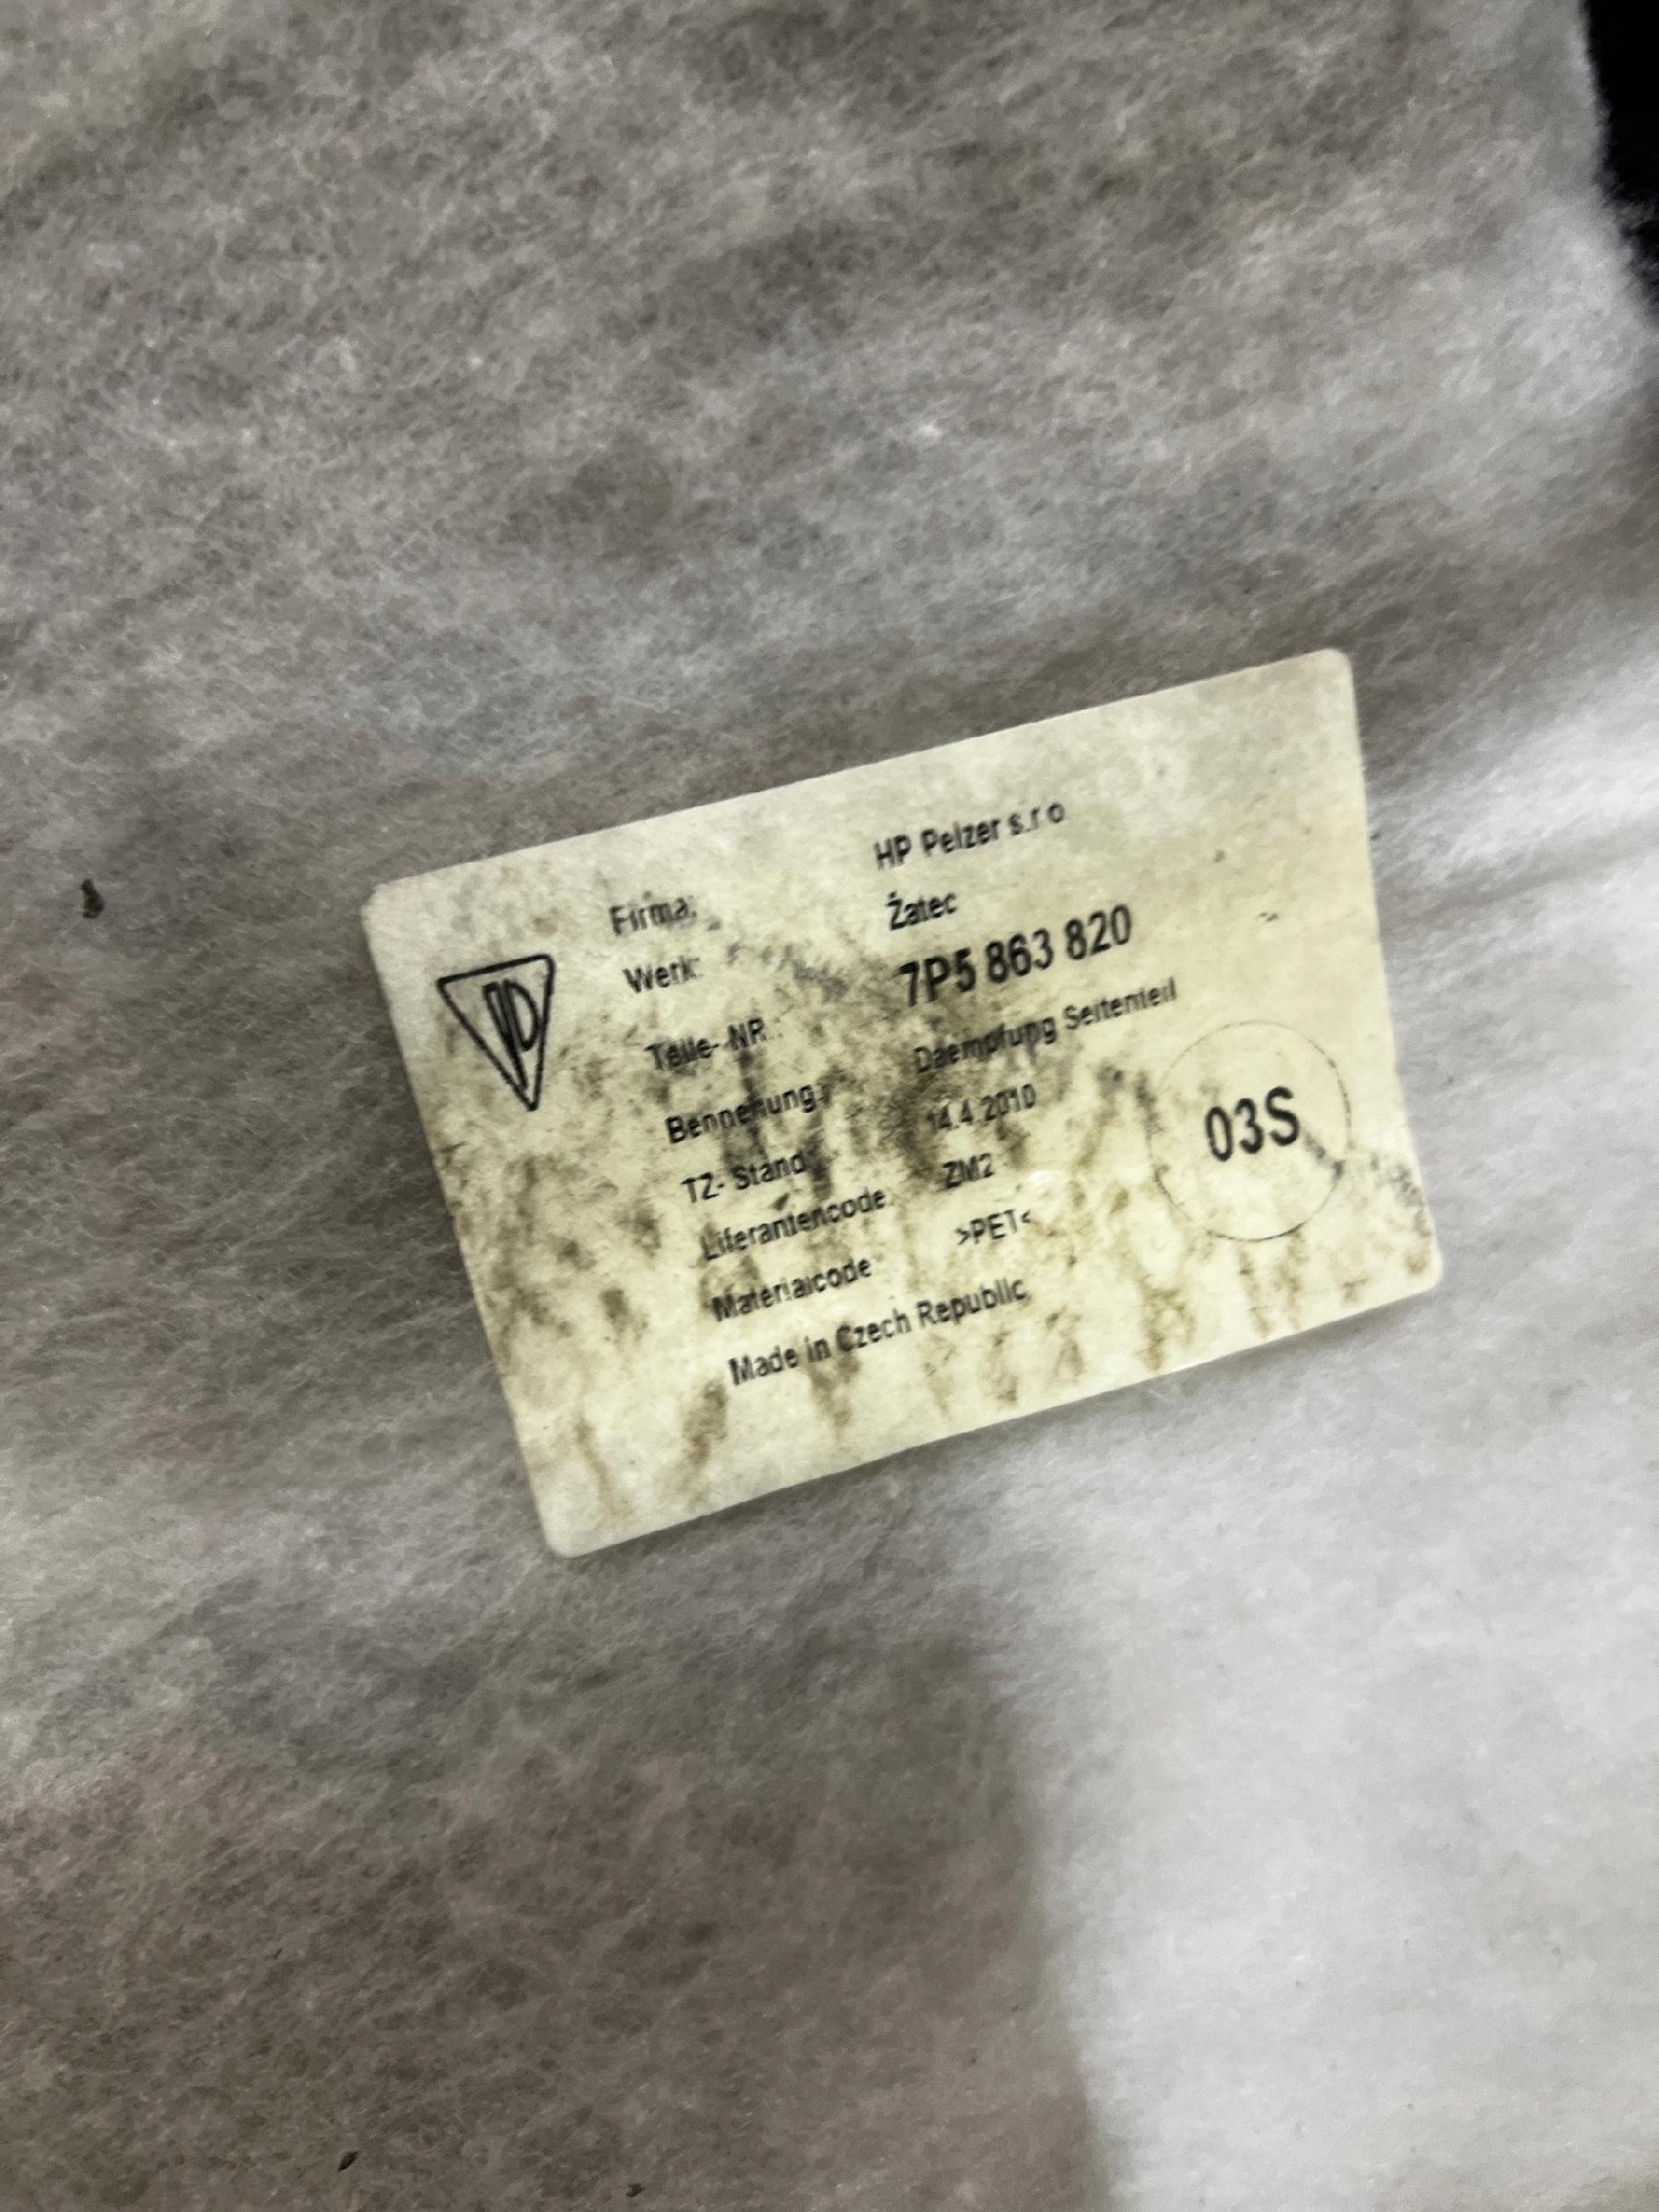 Firma: HP Pelzer s.r.o
Werk: Žatec
Teile- NR.: 7P5 863 820
Bennenung: Daempfung Seitenteil
TZ- Stand: 14.4.2010
Liferantencode: ZM2
Materialcode >PET<
Made in Czech Republic
03S